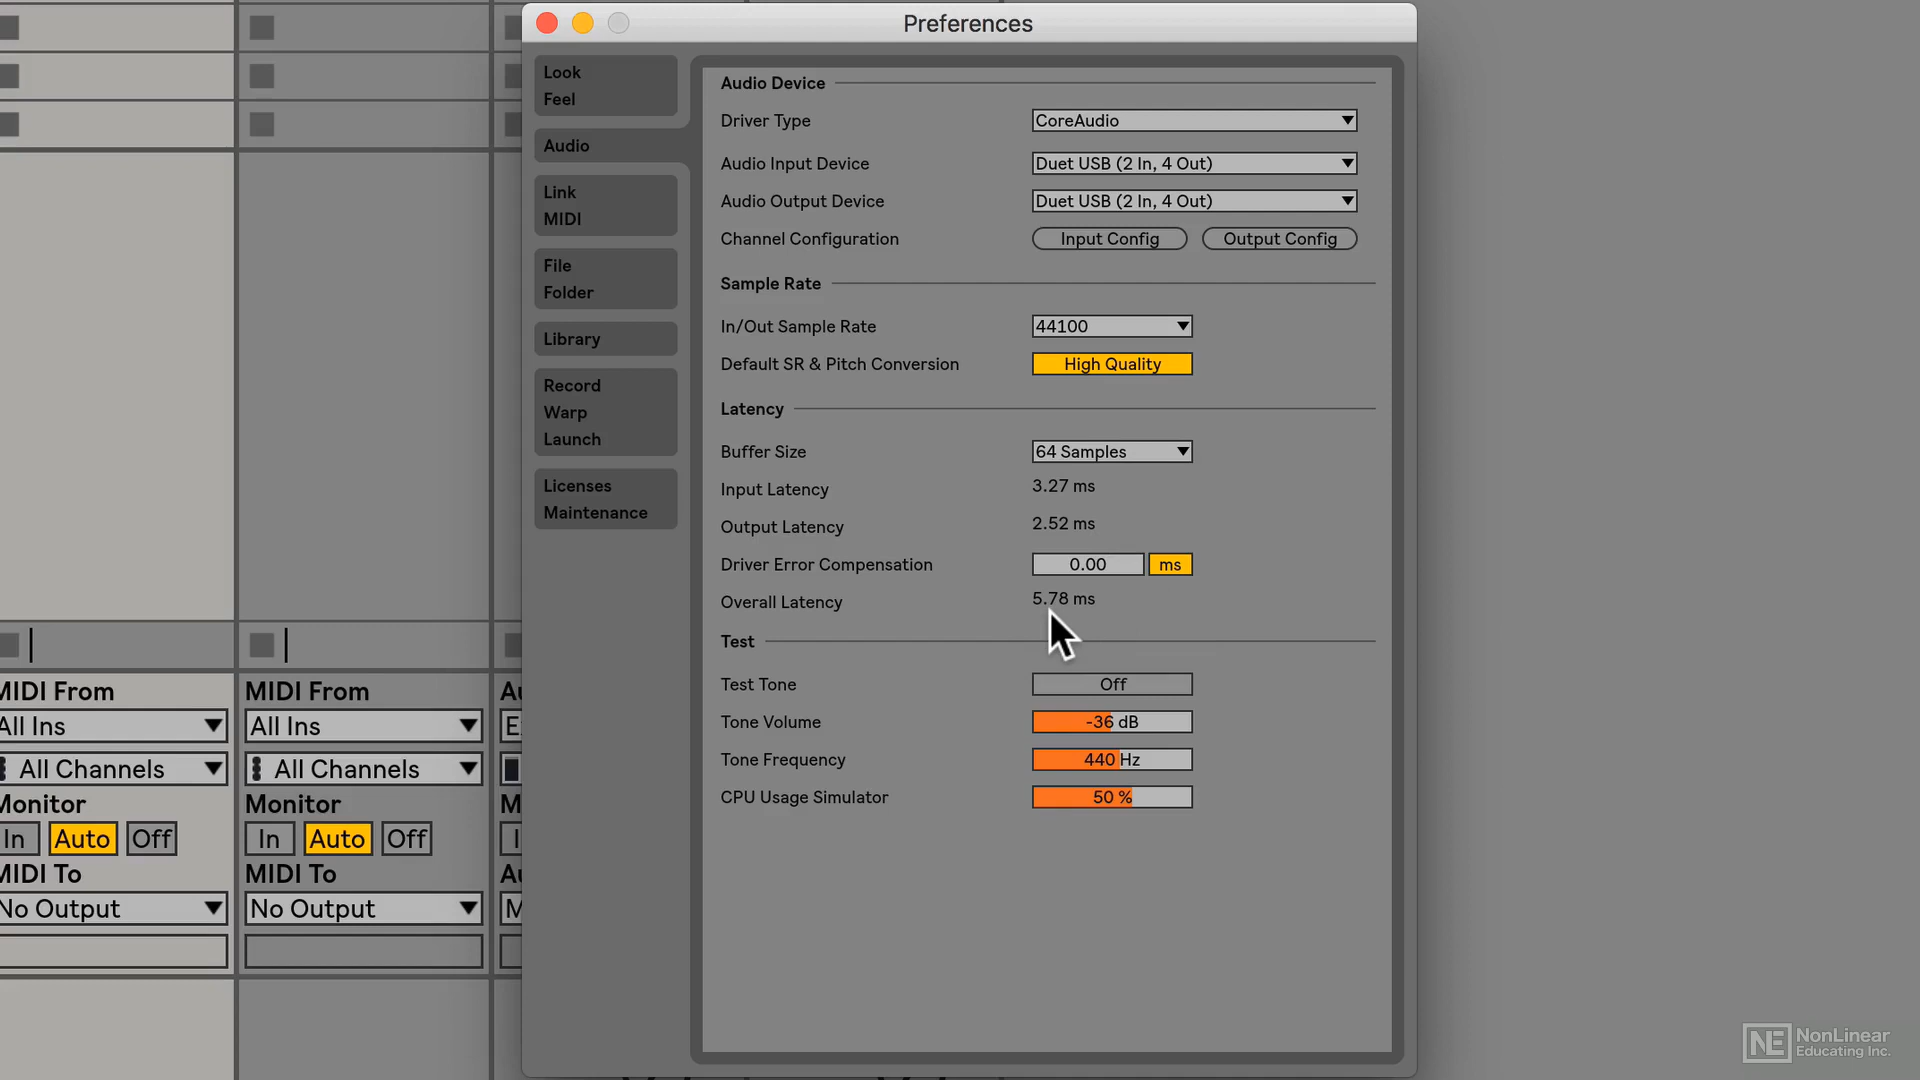 Preferences
Look
Feel
Audio
Link
MIDI
File
Folder
Library
Record
Warp
Launch
Licenses
Maintenance
Audio Device
Driver Type CoreAudio
Audio Input Device Duet USB (2 In, 4 Out)
Audio Output Device Duet USB (2 In, 4 Out)
Channel Configuration Input Config Output Config
Sample Rate
In/Out Sample Rate 44100
Default SR & Pitch Conversion High Quality
Latency
Buffer Size 64 Samples
Input Latency 3.27 ms
Output Latency 2.52 ms
Driver Error Compensation 0.00 ms
Overall Latency 5.78 ms
Test
Test Tone Off
Tone Volume -36 dB
Tone Frequency 440 Hz
CPU Usage Simulator 50 %
MIDI From MIDI From
All Ins All Ins
All Channels All Channels
Monitor Monitor
In Auto Off In Auto Off
MIDI To MIDI To
No Output No Output
NE NonLinear
Educating Inc.